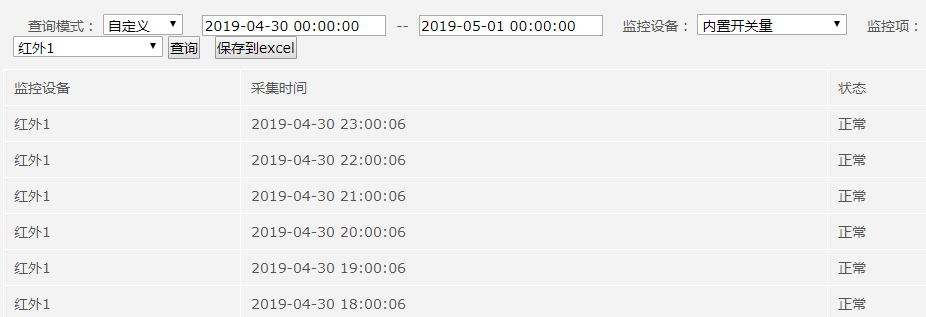 查询模式： 自定义 2019-04-30 00:00:00 -- 2019-05-01 00:00:00 监控设备： 内置开关量 监控项：
红外1 查询 保存到excel
监控设备 采集时间 状态
红外1 2019-04-30 23:00:06 正常
红外1 2019-04-30 22:00:06 正常
红外1 2019-04-30 21:00:06 正常
红外1 2019-04-30 20:00:06 正常
红外1 2019-04-30 19:00:06 正常
红外1 2019-04-30 18:00:06 正常